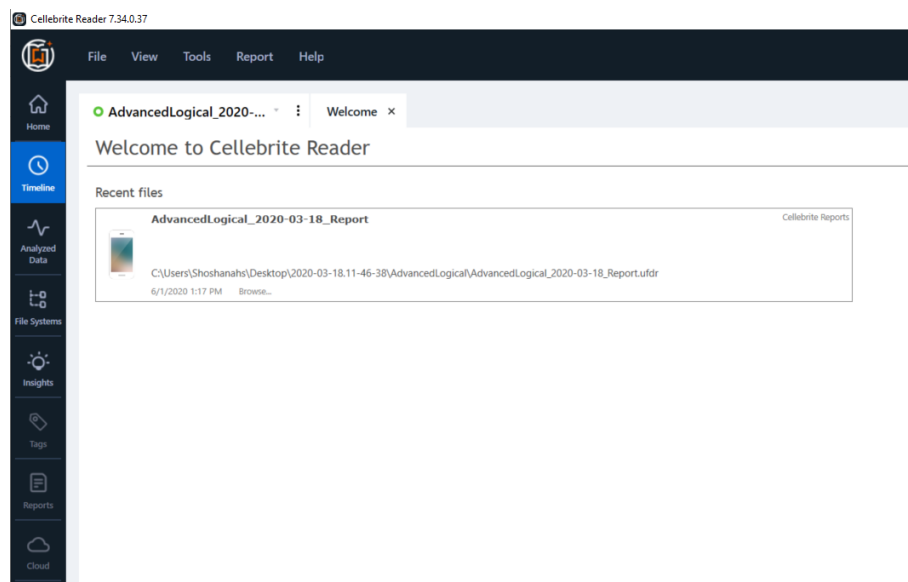 Cellebrite Reader 7.34.0.37
File View Tools Report Help
Home
Timeline
Analyzed
Data
File Systems
Insights
Tags
Reports
Cloud
AdvancedLogical_2020-... Welcome ×
Welcome to Cellebrite Reader
Recent files
AdvancedLogical_2020-03-18_Report Cellebrite Reports
C:\Users\Shoshanahs\Desktop\2020-03-18.11-46-38\AdvancedLogical\AdvancedLogical_2020-03-18_Report.ufdr
6/1/2020 1:17 PM Browse...